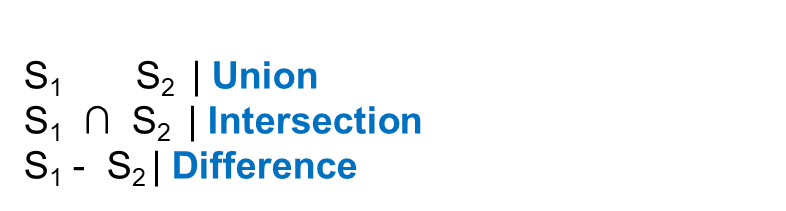 S₁ S₂ | Union
S₁ ∩ S₂ | Intersection
S₁ - S₂ | Difference